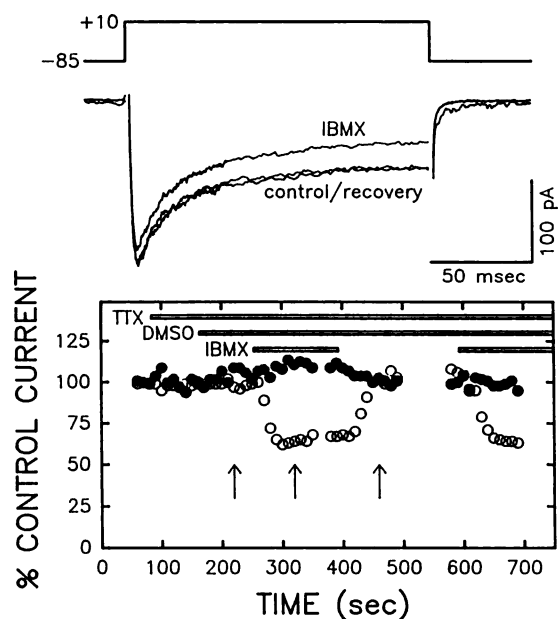 +10
-85
IBMX
control/recovery
100 pA
50 msec
% CONTROL CURRENT
TTX
DMSO
IBMX
125
100
75
50
25
0
0 100 200 300 400 500 600 700
TIME (sec)